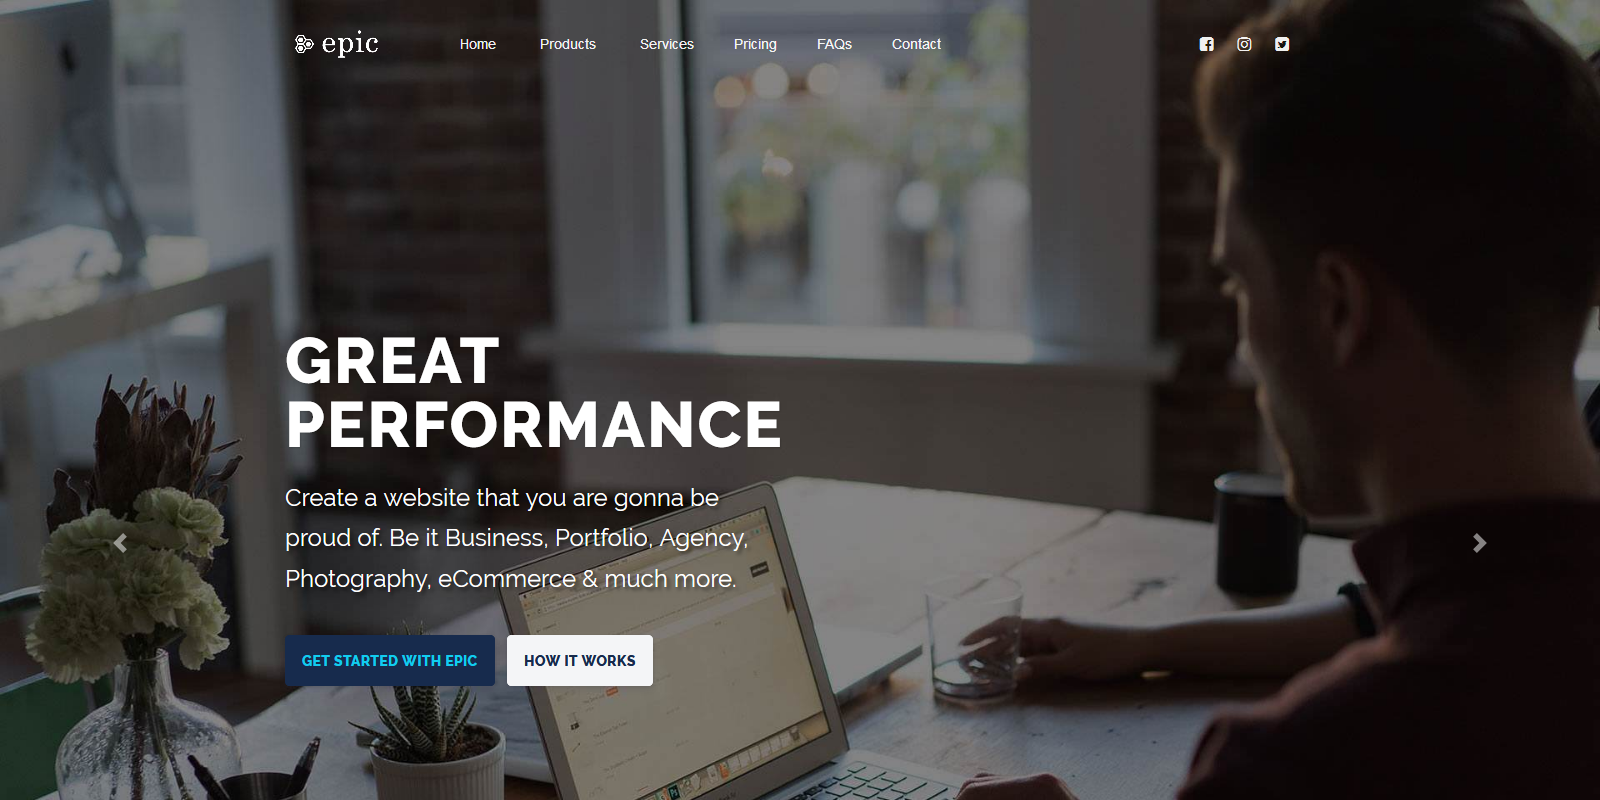 epic
Home Products Services Pricing FAQs Contact
GREAT
PERFORMANCE
Create a website that you are gonna be
proud of. Be it Business, Portfolio, Agency,
Photography, eCommerce & much more.
GET STARTED WITH EPIC HOW IT WORKS